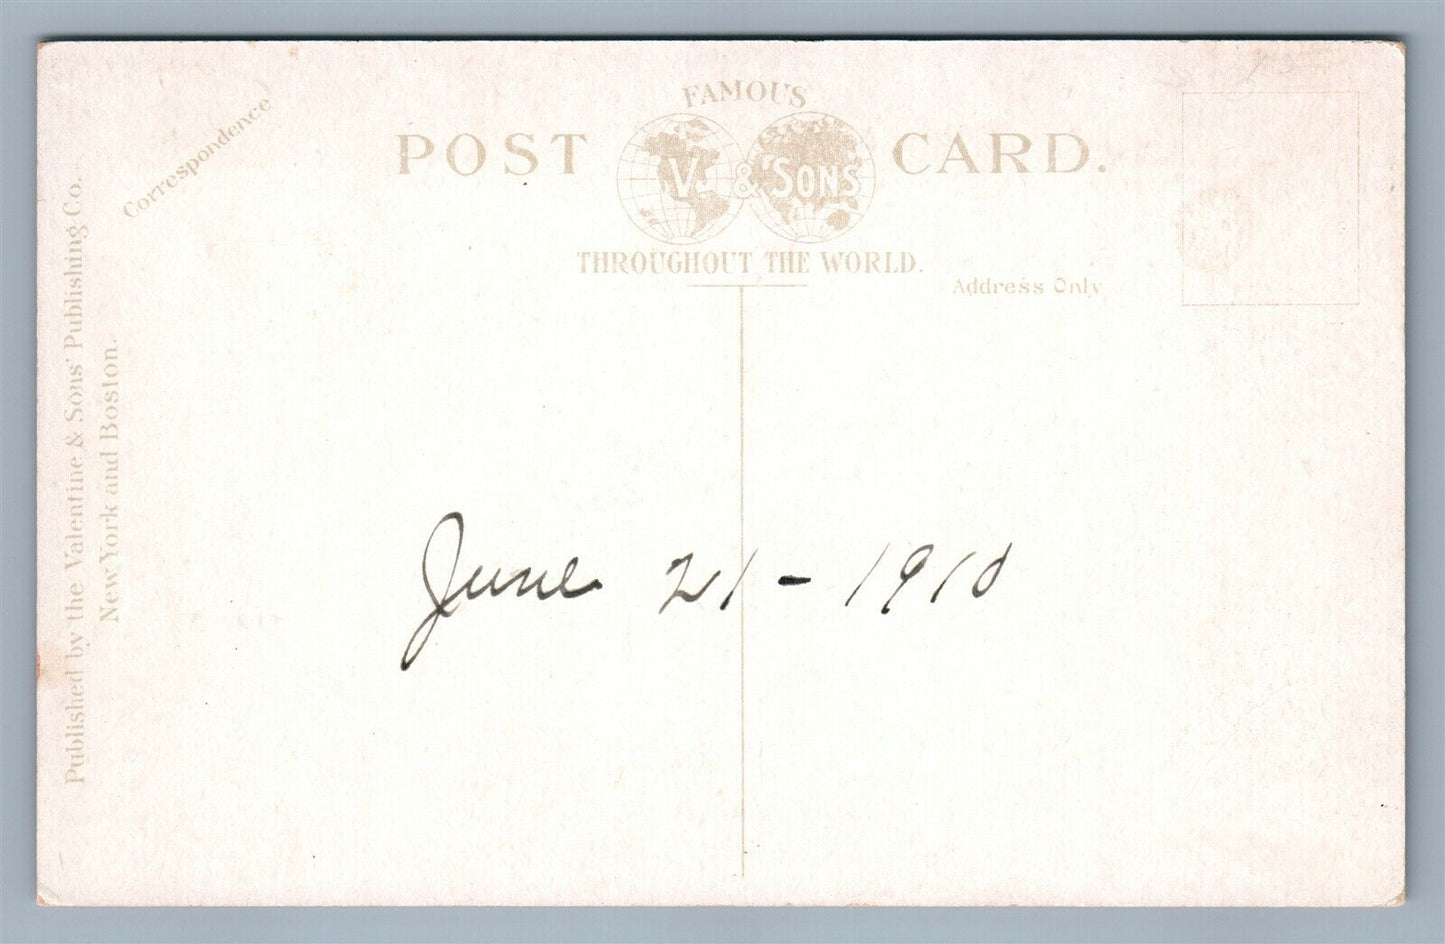 FAMOUS
POST CARD.
V. & SONS
THROUGHOUT THE WORLD.
Correspondence
Address Only
Published by the Valentine & Sons' Publishing Co.
New York and Boston.
June 21 - 1910